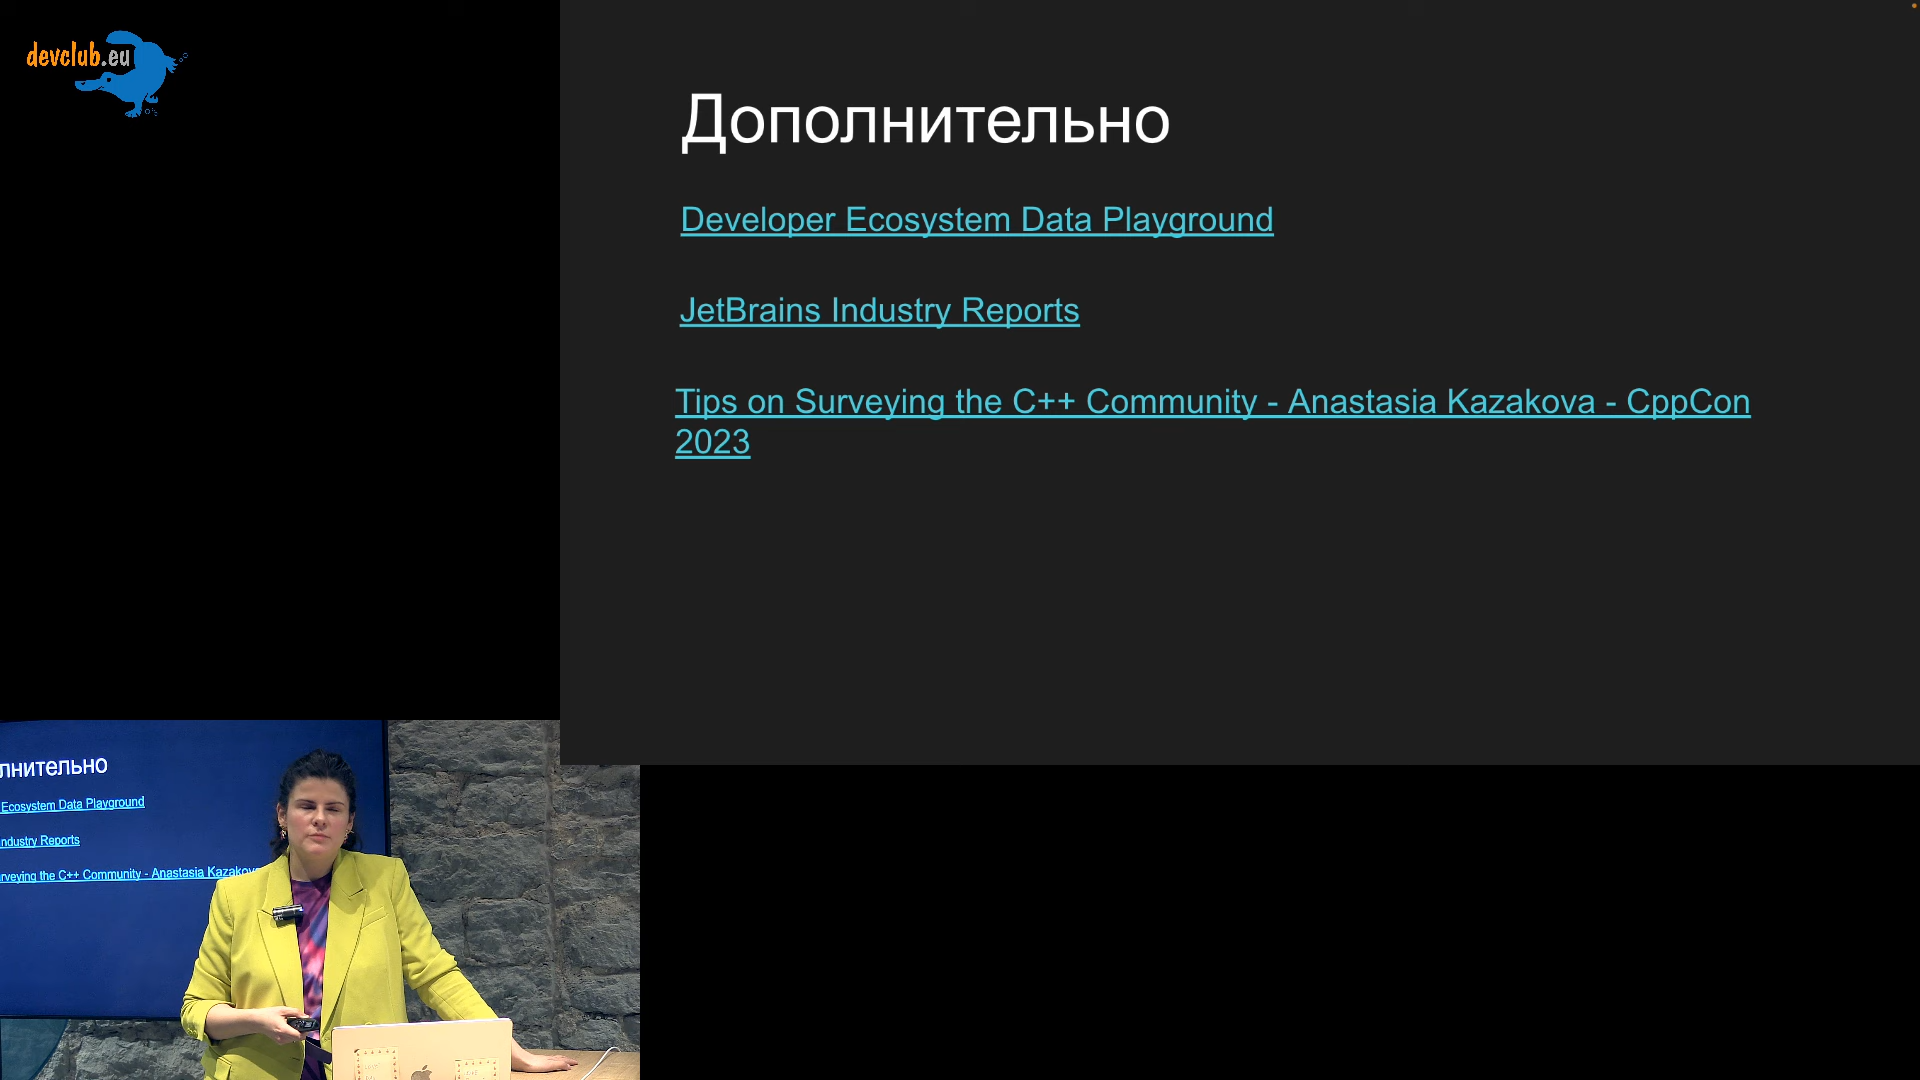 devclub.eu
Дополнительно
Developer Ecosystem Data Playground
JetBrains Industry Reports
Tips on Surveying the C++ Community - Anastasia Kazakova - CppCon
2023
лнительно
Ecosystem Data Playground
ndustry Reports
rveying the C++ Community - Anastasia Kazakov